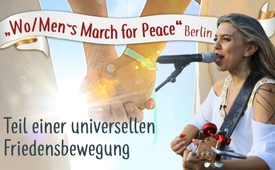 „Wo/Men`s March for Peace“ Berlin
Teil einer universellen
Friedensbewegung